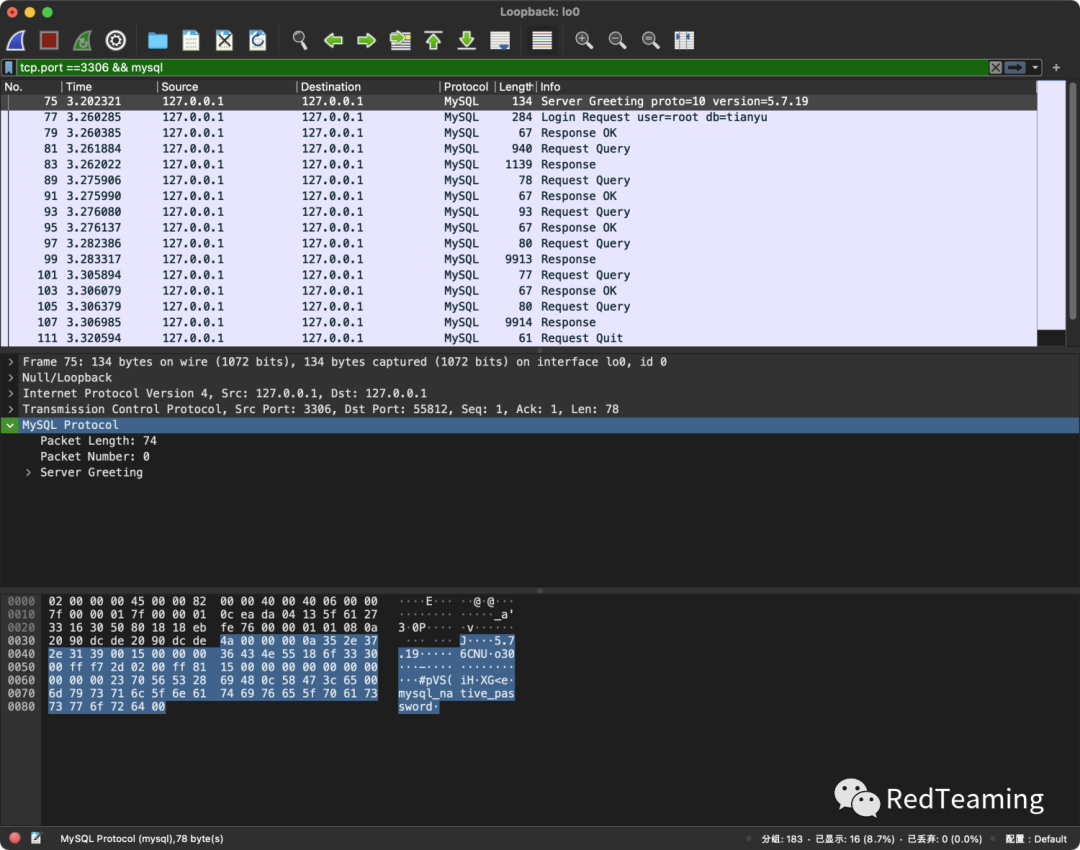 Loopback: lo0
tcp.port ==3306 && mysql
No. Time Source Destination Protocol Length Info
75 3.202321 127.0.0.1 127.0.0.1 MySQL 134 Server Greeting proto=10 version=5.7.19
77 3.260285 127.0.0.1 127.0.0.1 MySQL 284 Login Request user=root db=tianyu
79 3.260385 127.0.0.1 127.0.0.1 MySQL 67 Response OK
81 3.261884 127.0.0.1 127.0.0.1 MySQL 940 Request Query
83 3.262022 127.0.0.1 127.0.0.1 MySQL 1139 Response
89 3.275906 127.0.0.1 127.0.0.1 MySQL 78 Request Query
91 3.275990 127.0.0.1 127.0.0.1 MySQL 67 Response OK
93 3.276080 127.0.0.1 127.0.0.1 MySQL 93 Request Query
95 3.276137 127.0.0.1 127.0.0.1 MySQL 67 Response OK
97 3.282386 127.0.0.1 127.0.0.1 MySQL 80 Request Query
99 3.283317 127.0.0.1 127.0.0.1 MySQL 9913 Response
101 3.305894 127.0.0.1 127.0.0.1 MySQL 77 Request Query
103 3.306079 127.0.0.1 127.0.0.1 MySQL 67 Response OK
105 3.306379 127.0.0.1 127.0.0.1 MySQL 80 Request Query
107 3.306985 127.0.0.1 127.0.0.1 MySQL 9914 Response
111 3.320594 127.0.0.1 127.0.0.1 MySQL 61 Request Quit
Frame 75: 134 bytes on wire (1072 bits), 134 bytes captured (1072 bits) on interface lo0, id 0
Null/Loopback
Internet Protocol Version 4, Src: 127.0.0.1, Dst: 127.0.0.1
Transmission Control Protocol, Src Port: 3306, Dst Port: 55812, Seq: 1, Ack: 1, Len: 78
MySQL Protocol
Packet Length: 74
Packet Number: 0
Server Greeting
0000 02 00 00 00 45 00 00 82 00 00 40 00 40 06 00 00 ····E··· ··@·@···
0010 7f 00 00 01 7f 00 00 01 0c ea da 04 13 5f 61 27 ········ ·····_a'
0020 33 16 30 50 80 18 18 eb fe 76 00 00 01 01 08 0a 3·0P···· ·v······
0030 20 90 dc de 20 90 dc de 4a 00 00 00 0a 35 2e 37 ··· ··· J····5.7
0040 2e 31 39 00 15 00 00 00 36 43 4e 55 18 6f 33 30 .19····· 6CNU·o30
0050 00 ff f7 2d 02 00 ff 81 15 00 00 00 00 00 00 00 ···-···· ········
0060 00 00 00 23 70 56 53 28 69 48 0c 58 47 3c 65 00 ···#pVS( iH·XG<e·
0070 6d 79 73 71 6c 5f 6e 61 74 69 76 65 5f 70 61 73 mysql_na tive_pas
0080 73 77 6f 72 64 00 sword·
RedTeaming
MySQL Protocol (mysql),78 byte(s)
分组: 183 · 已显示: 16 (8.7%) · 已丢弃: 0 (0.0%)
配置 : Default